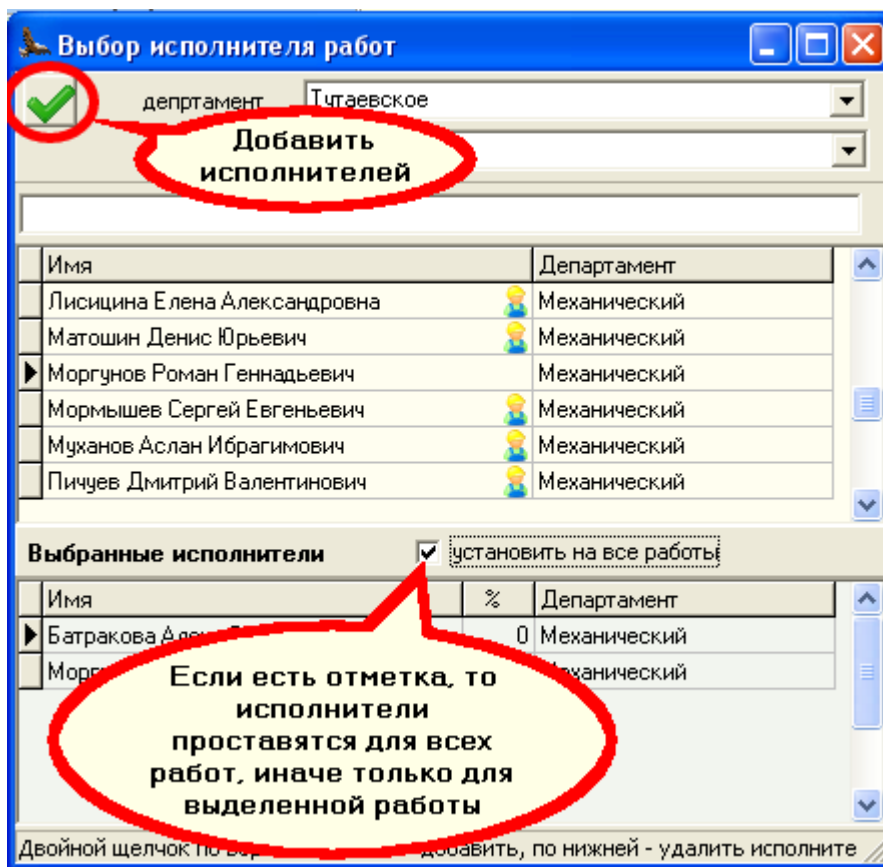 Выбор исполнителя работ
депртамент Тутаевское
Добавить
исполнителей
Имя Департамент
Лисицина Елена Александровна Механический
Матошин Денис Юрьевич Механический
Моргунов Роман Геннадьевич Механический
Мормышев Сергей Евгеньевич Механический
Муханов Аслан Ибрагимович Механический
Пичуев Дмитрий Валентинович Механический
Выбранные исполнители установить на все работы
Имя % Департамент
Батракова 0 Механический
Если есть отметка, то
исполнители
проставятся для всех
работ, иначе только для
выделенной работы
Двойной щелчок по добавить, по нижней - удалить исполните